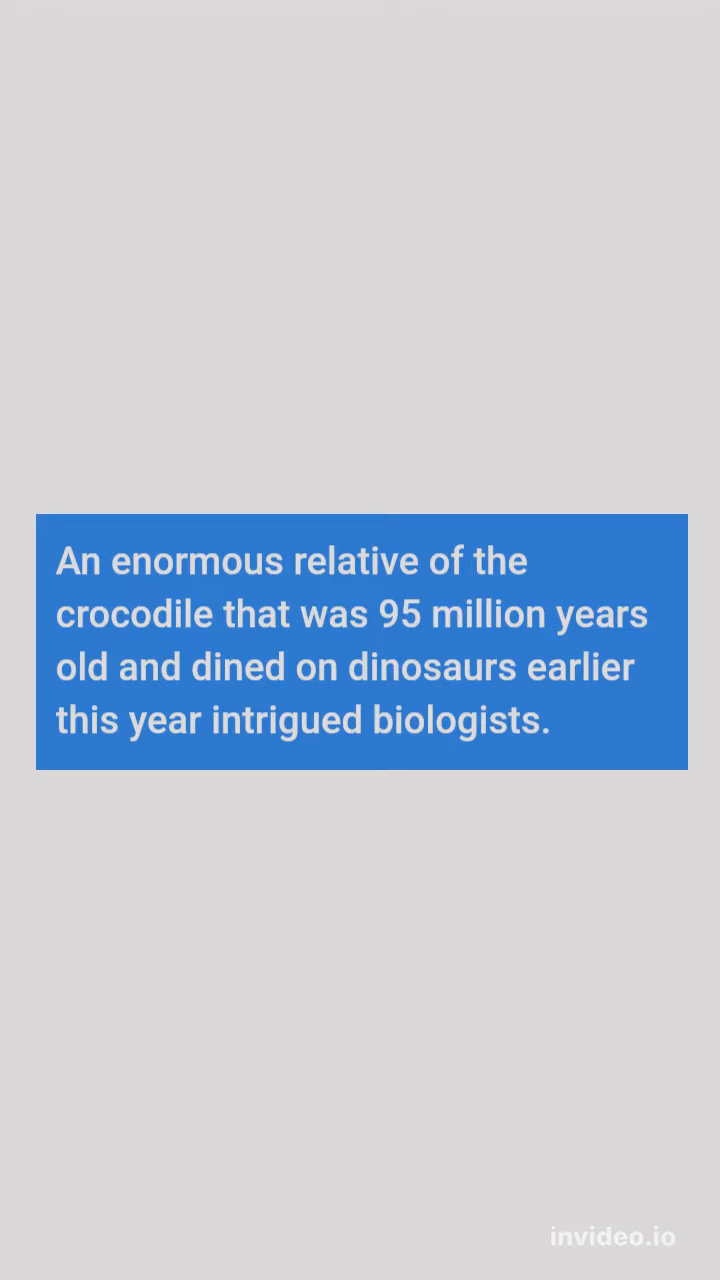 An enormous relative of the
crocodile that was 95 million years
old and dined on dinosaurs earlier
this year intrigued biologists.
invideo.io